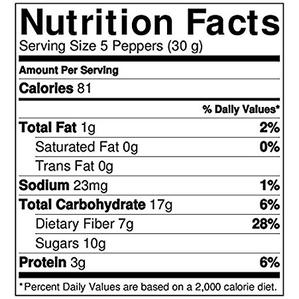 Nutrition Facts
Serving Size 5 Peppers (30 g)
Amount Per Serving
Calories 81
% Daily Values*
Total Fat 1g 2%
Saturated Fat 0g 0%
Trans Fat 0g
Sodium 23mg 1%
Total Carbohydrate 17g 6%
Dietary Fiber 7g 28%
Sugars 10g
Protein 3g 6%
*Percent Daily Values are based on a 2,000 calorie diet.